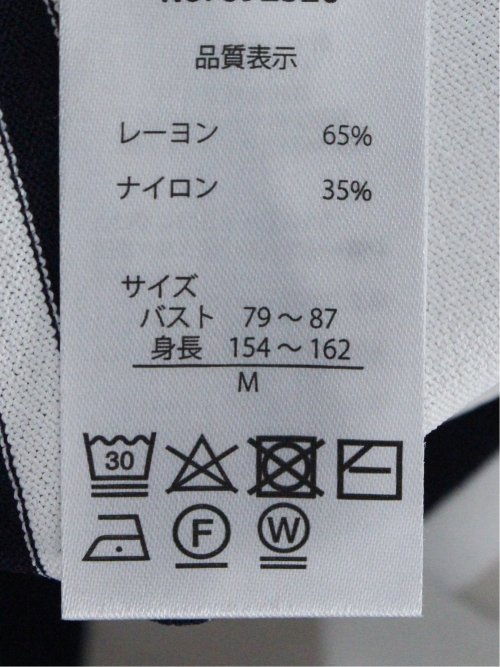 品質表示
レーヨン 65%
ナイロン 35%
サイズ
バスト 79～87
身長 154～162
M
30
F W